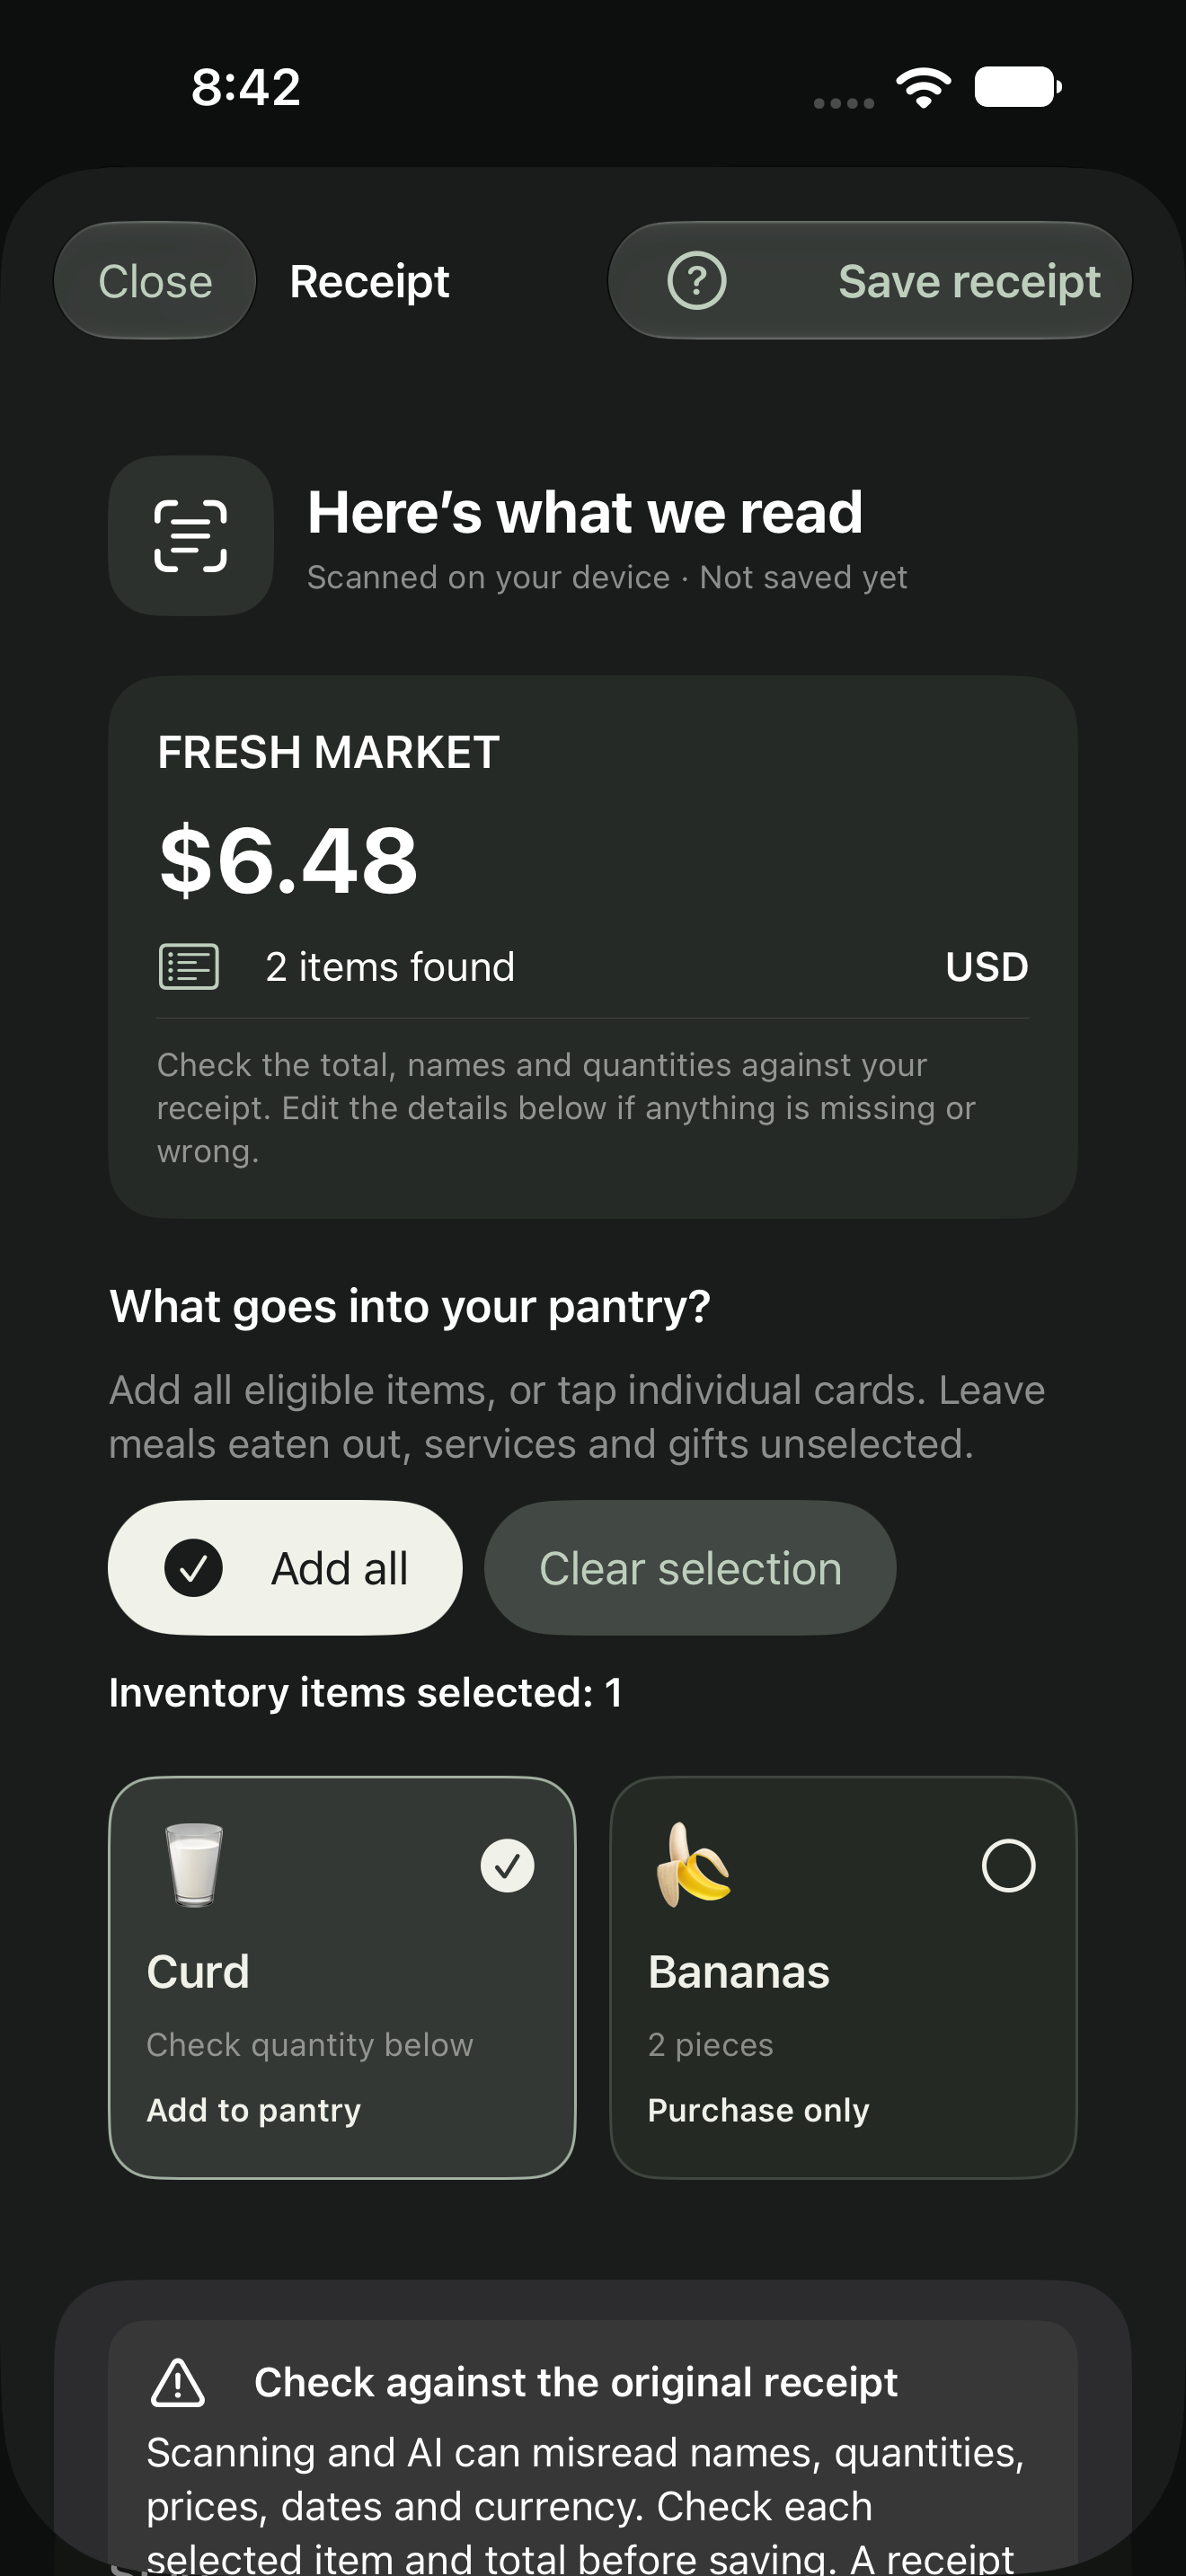 8:42
Close
Receipt
Save receipt
Here’s what we read
Scanned on your device · Not saved yet
FRESH MARKET
$6.48
2 items found
USD
Check the total, names and quantities against your
receipt. Edit the details below if anything is missing or
wrong.
What goes into your pantry?
Add all eligible items, or tap individual cards. Leave
meals eaten out, services and gifts unselected.
Add all
Clear selection
Inventory items selected: 1
Curd
Check quantity below
Add to pantry
Bananas
2 pieces
Purchase only
Check against the original receipt
Scanning and AI can misread names, quantities,
prices, dates and currency. Check each
selected item and total before saving. A receipt